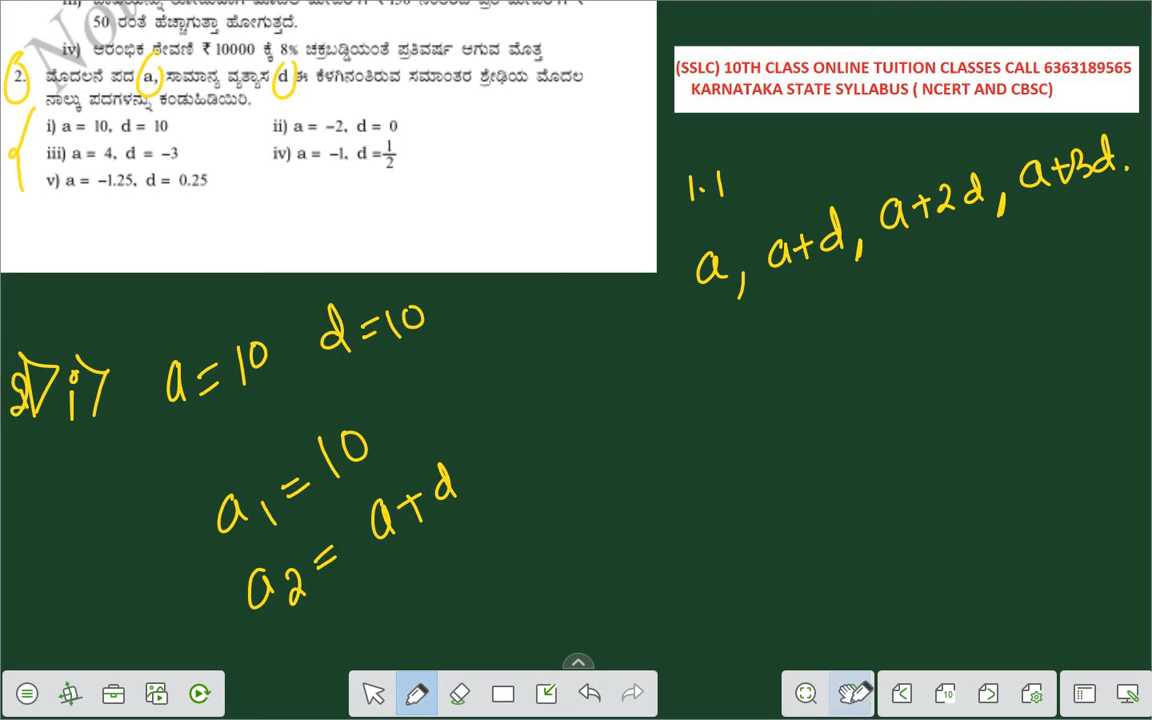 50 ರಂತೆ ಹೆಚ್ಚಾಗುತ್ತಾ ಹೋಗುತ್ತದೆ.
iv) ಆರಂಭಿಕ ಠೇವಣಿ ₹ 10000 ಕ್ಕೆ 8% ಚಕ್ರಬಡ್ಡಿಯಂತೆ ಪ್ರತಿವರ್ಷ ಆಗುವ ಮೊತ್ತ
2. ಮೊದಲನೆ ಪದ a, ಸಾಮಾನ್ಯ ವ್ಯತ್ಯಾಸ d ಈ ಕೆಳಗಿನಂತಿರುವ ಸಮಾಂತರ ಶ್ರೇಢಿಯ ಮೊದಲ
ನಾಲ್ಕು ಪದಗಳನ್ನು ಕಂಡುಹಿಡಿಯಿರಿ.
i) a = 10, d = 10
ii) a = –2, d = 0
iii) a = 4, d = –3
iv) a = –1, d = 1/2
v) a = –1.25, d = 0.25
(SSLC) 10TH CLASS ONLINE TUITION CLASSES CALL 6363189565
KARNATAKA STATE SYLLABUS ( NCERT AND CBSC)
1.1
a, a+d, a+2d, a+3d.
2) i) a = 10 d = 10
a1 = 10
a2 = a+d
10